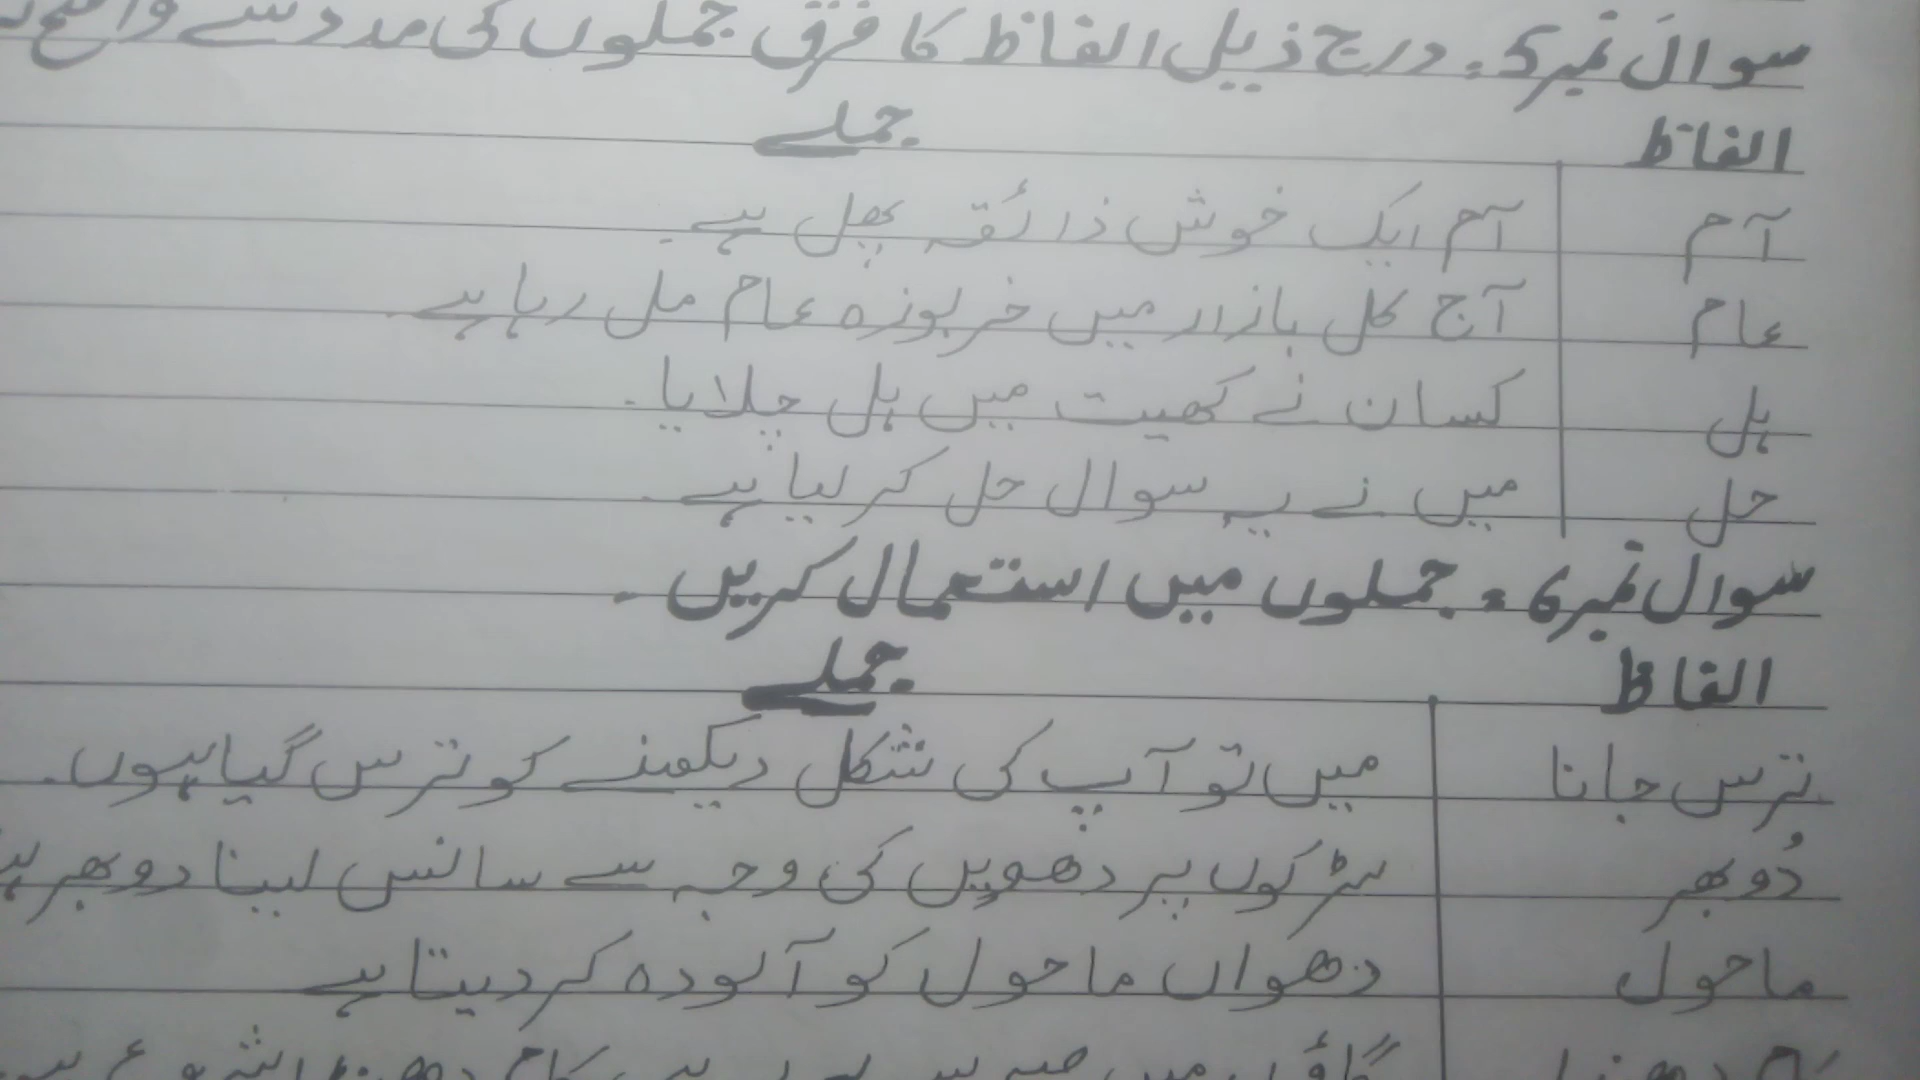 سوال نمبر 5: درج ذیل الفاظ کا فرق جملوں کی مدد سے واضح
الفاظ جملے
آم آم ایک خوش ذائقہ پھل ہے۔
عام آج کل بازار میں خربوزہ عام مل رہا ہے۔
ہل کسان نے کھیت میں ہل چلایا۔
حل میں نے یہ سوال حل کر لیا ہے۔
سوال نمبر 6: جملوں میں استعمال کریں۔
الفاظ جملے
ترس جانا میں تو آپ کی شکل دیکھنے کو ترس گیا ہوں۔
دُوبھر سڑکوں پر دھویں کی وجہ سے سانس لینا دوبھر
ماحول دھواں ماحول کو آلودہ کر دیتا ہے
گاؤں میں